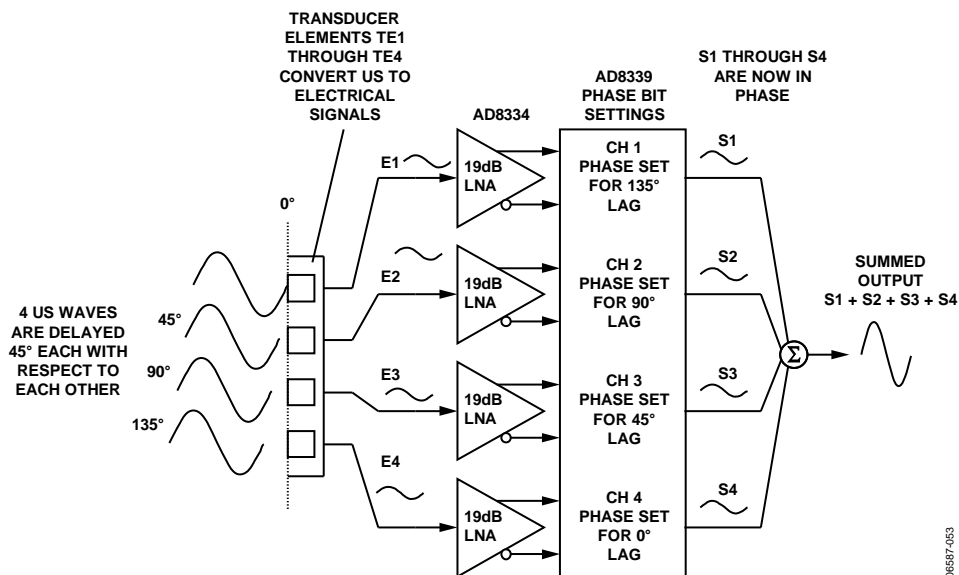 TRANSDUCER
ELEMENTS TE1
THROUGH TE4
CONVERT US TO
ELECTRICAL
SIGNALS
AD8334
AD8339
PHASE BIT
SETTINGS
S1 THROUGH S4
ARE NOW IN
PHASE
0°
4 US WAVES
ARE DELAYED
45° EACH WITH
RESPECT TO
EACH OTHER
45°
90°
135°
E1
19dB
LNA
CH 1
PHASE SET
FOR 135°
LAG
S1
E2
19dB
LNA
CH 2
PHASE SET
FOR 90°
LAG
S2
E3
19dB
LNA
CH 3
PHASE SET
FOR 45°
LAG
S3
E4
19dB
LNA
CH 4
PHASE SET
FOR 0°
LAG
S4
Σ
SUMMED
OUTPUT
S1 + S2 + S3 + S4
06587-053